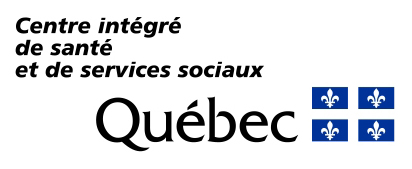 Centre intégré
de santé
et de services sociaux
Québec